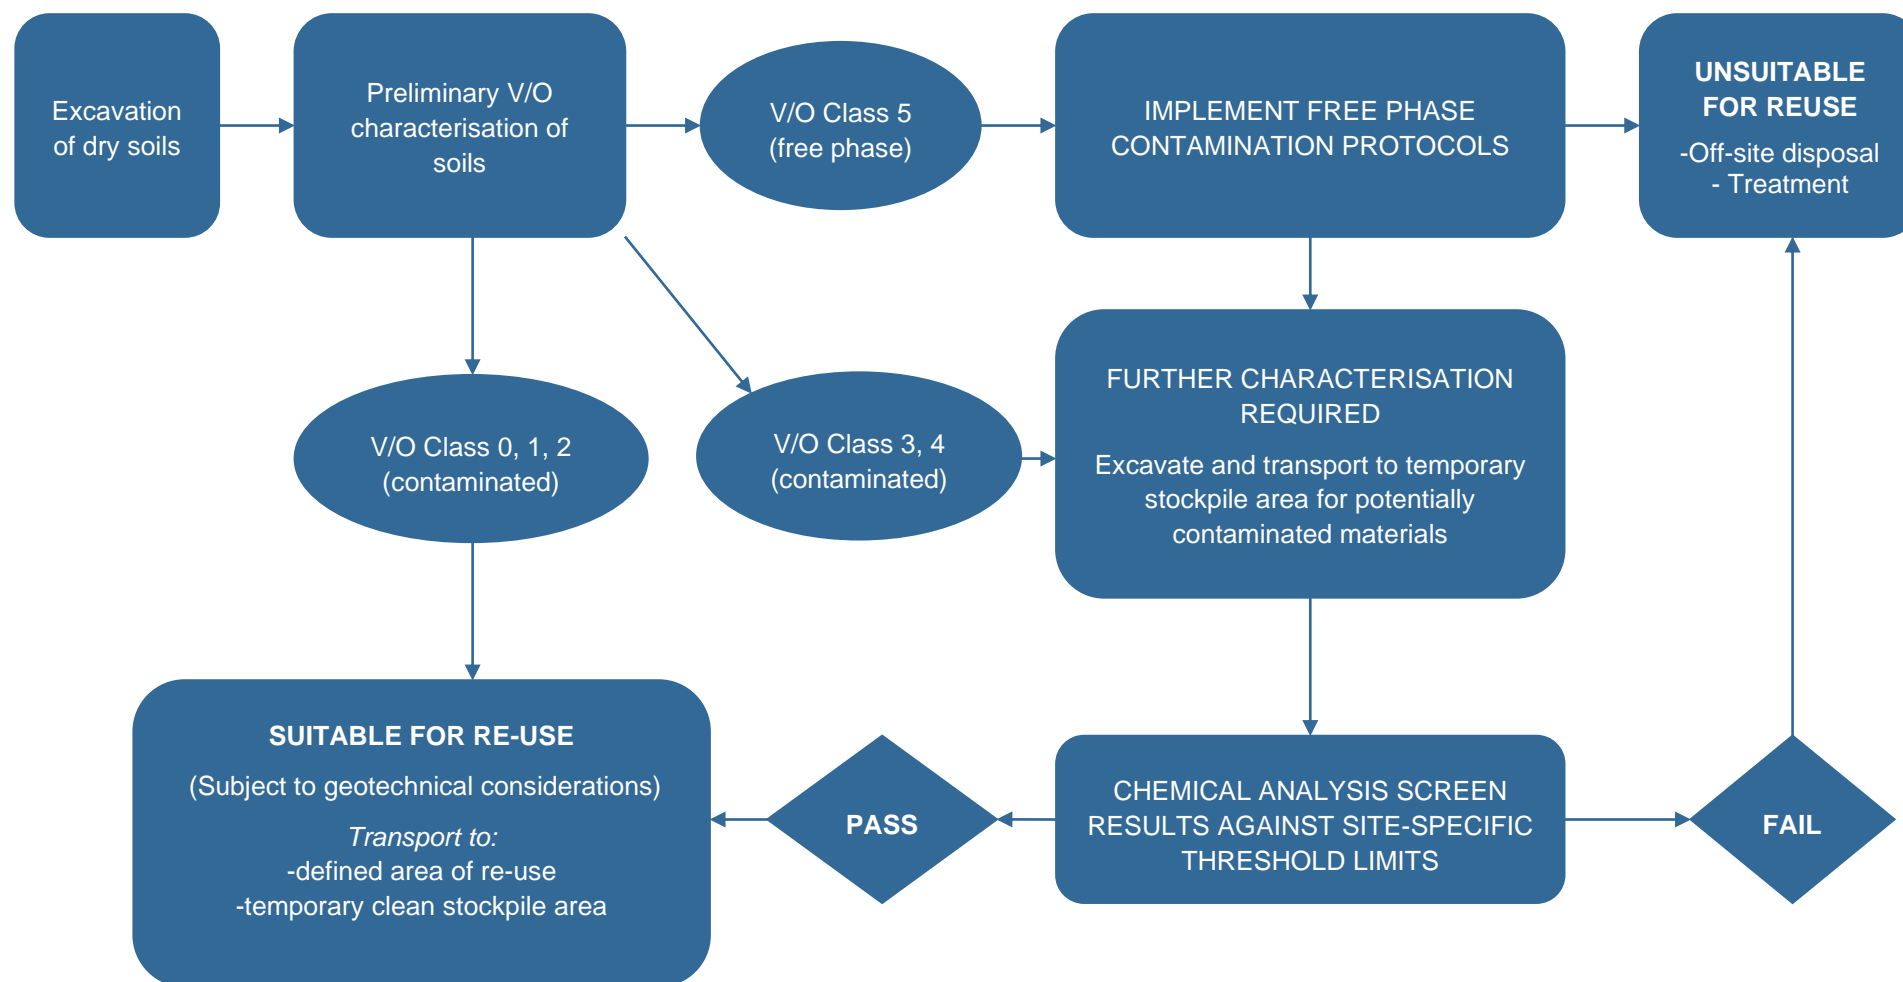 Excavation
of dry soils
Preliminary V/O
characterisation of
soils
V/O Class 5
(free phase)
IMPLEMENT FREE PHASE
CONTAMINATION PROTOCOLS
UNSUITABLE
FOR REUSE
-Off-site disposal
- Treatment
V/O Class 0, 1, 2
(contaminated)
V/O Class 3, 4
(contaminated)
FURTHER CHARACTERISATION
REQUIRED
Excavate and transport to temporary
stockpile area for potentially
contaminated materials
SUITABLE FOR RE-USE
(Subject to geotechnical considerations)
Transport to:
-defined area of re-use
-temporary clean stockpile area
PASS
CHEMICAL ANALYSIS SCREEN
RESULTS AGAINST SITE-SPECIFIC
THRESHOLD LIMITS
FAIL